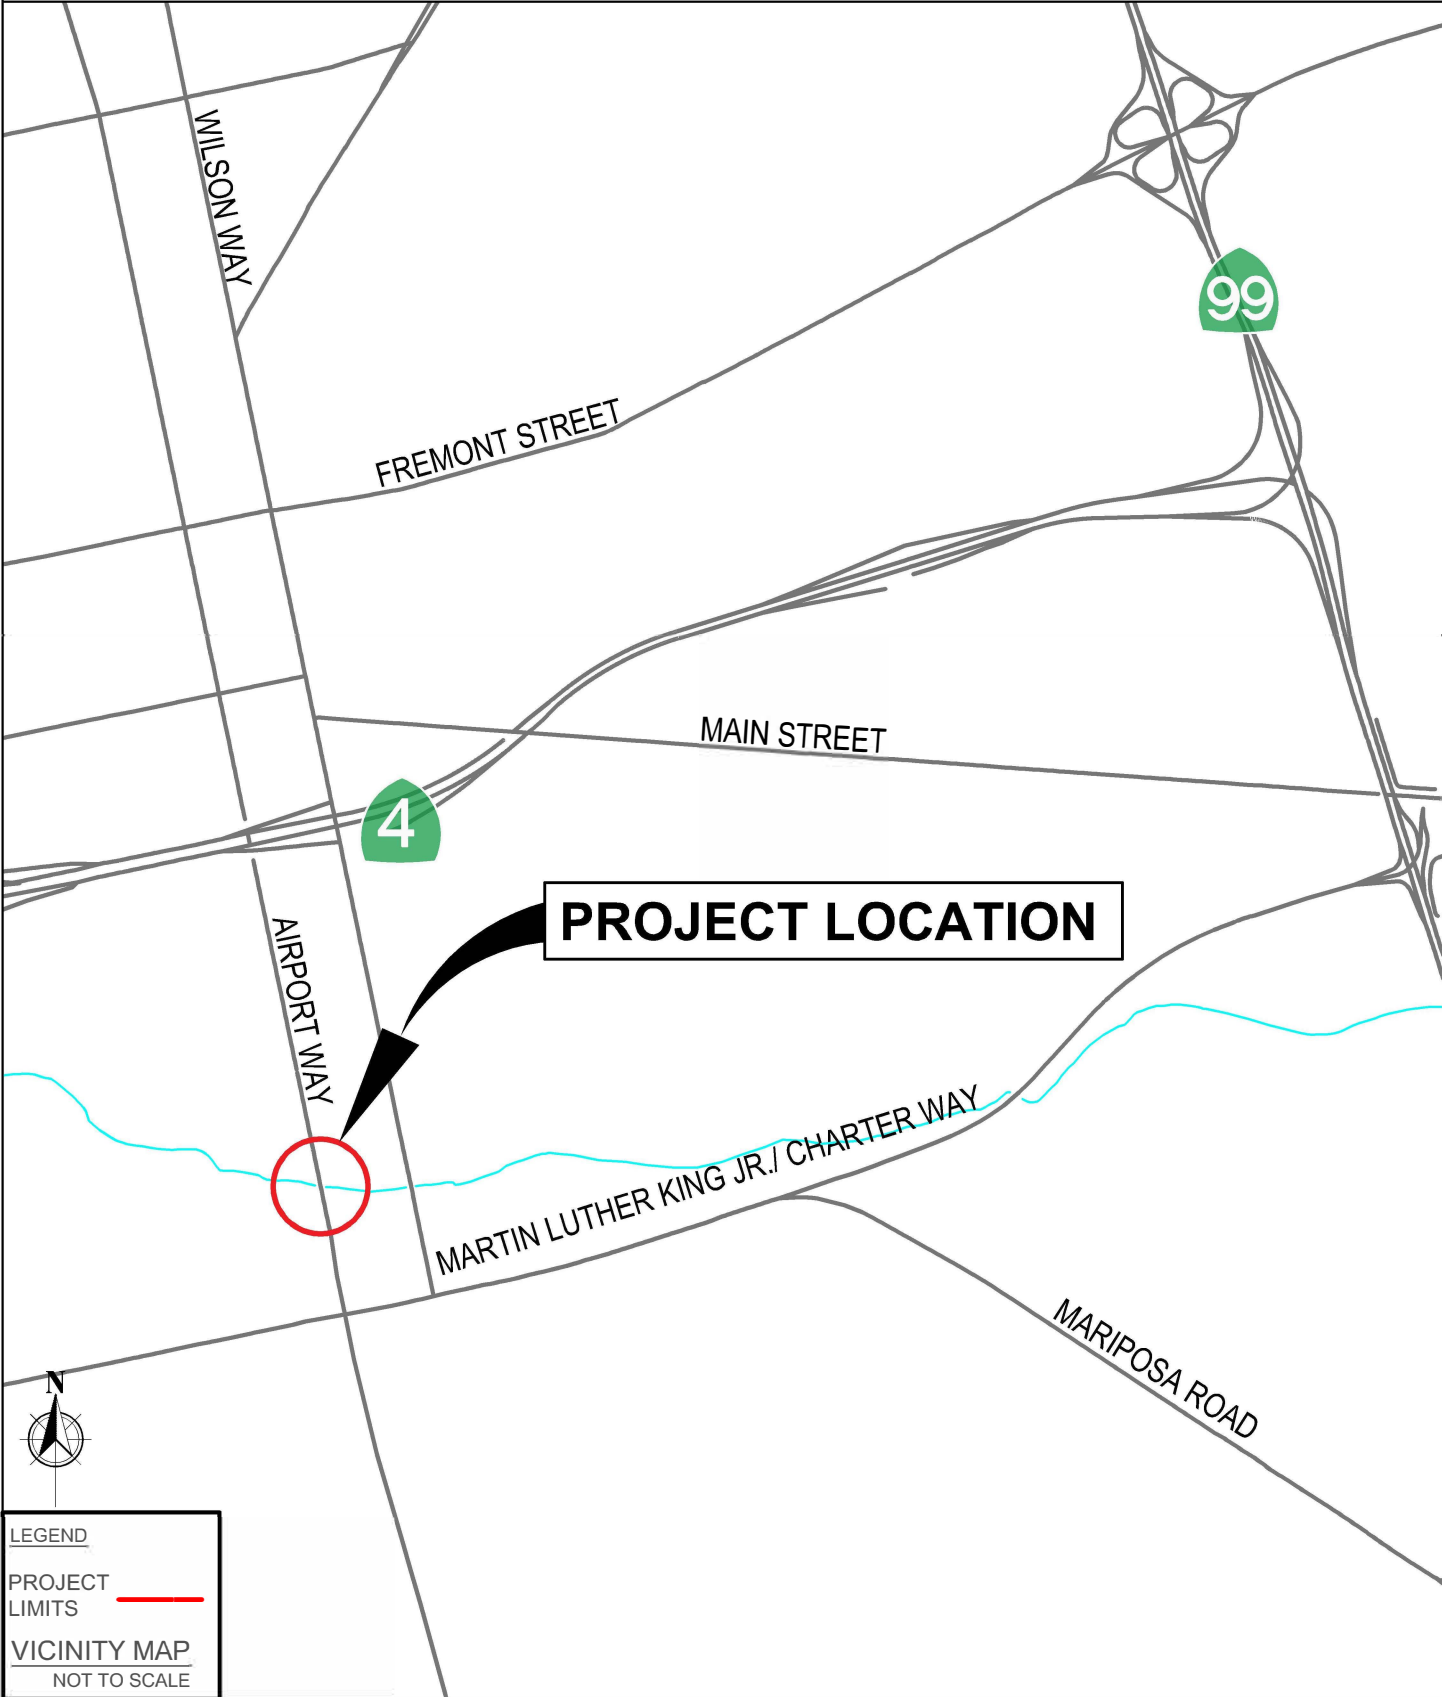 WILSON WAY
99
FREMONT STREET
MAIN STREET
4
PROJECT LOCATION
AIRPORT WAY
MARTIN LUTHER KING JR./ CHARTER WAY
MARIPOSA ROAD
N
LEGEND
PROJECT
LIMITS
VICINITY MAP
NOT TO SCALE